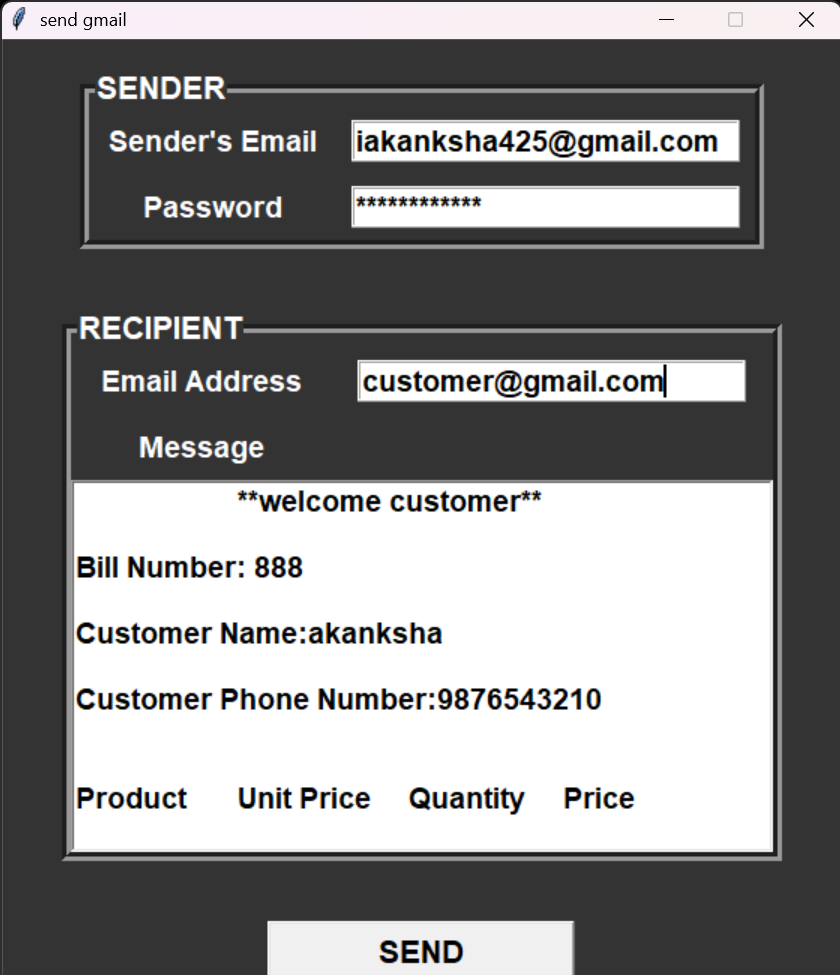 send gmail
SENDER
Sender's Email iakanksha425@gmail.com
Password ************
RECIPIENT
Email Address customer@gmail.com
Message
**welcome customer**
Bill Number: 888
Customer Name:akanksha
Customer Phone Number:9876543210
Product Unit Price Quantity Price
SEND